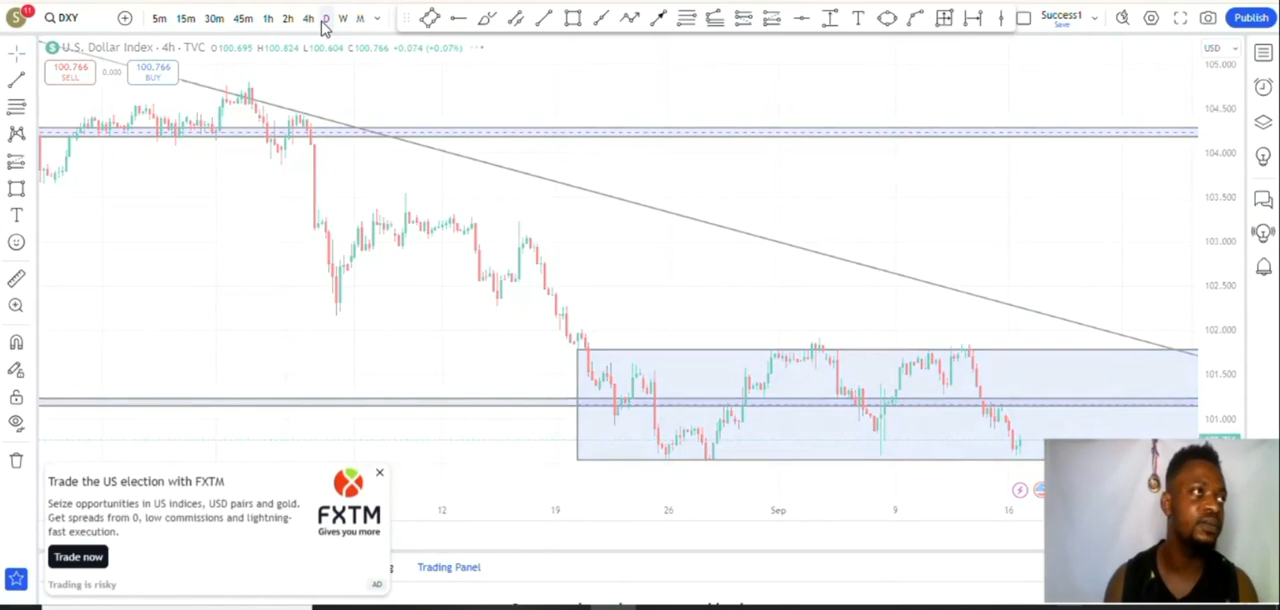 S 11 DXY 5m 15m 30m 45m 1h 2h 4h D W M T Success1 Save Publish
S U.S. Dollar Index · 4h · TVC O100.695 H100.824 L100.604 C100.766 +0.074 (+0.07%) USD
100.766 SELL 0.000 100.766 BUY
105.000
104.500
104.000
103.500
103.000
102.500
102.000
101.500
101.000
T
Trade the US election with FXTM
Seize opportunities in US indices, USD pairs and gold.
Get spreads from 0, low commissions and lightning-
fast execution.
FXTM
Gives you more
Trade now
Trading is risky
AD
12 19 26 Sep 9 16
Trading Panel